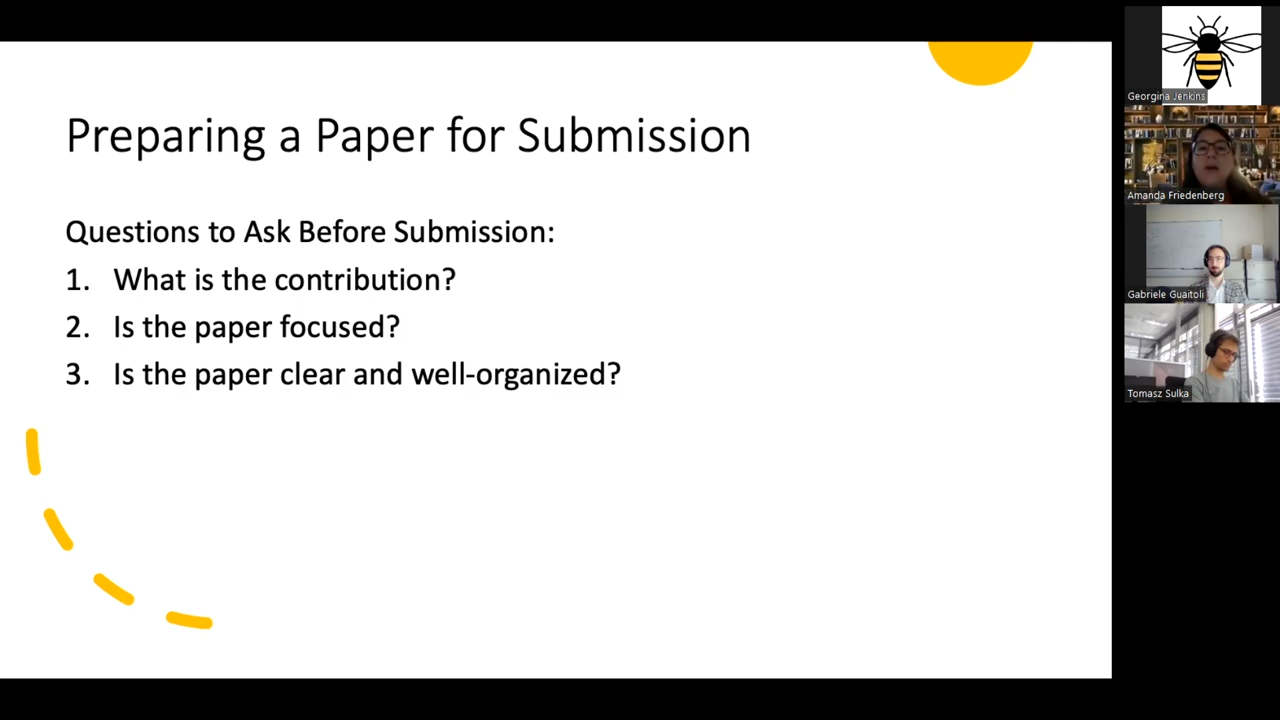 Preparing a Paper for Submission
Questions to Ask Before Submission:
1. What is the contribution?
2. Is the paper focused?
3. Is the paper clear and well-organized?
Georgina Jenkins
Amanda Friedenberg
Gabriele Guaitoli
Tomasz Sulka